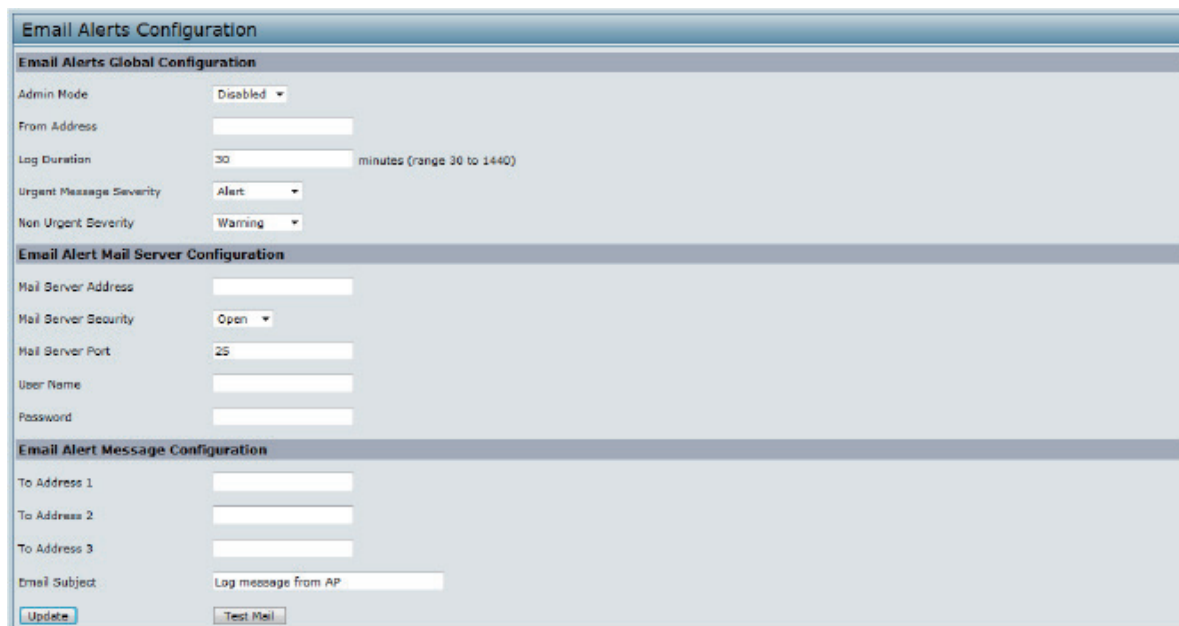 Email Alerts Configuration
Email Alerts Global Configuration
Admin Mode Disabled
From Address
Log Duration 30 minutes (range 30 to 1440)
Urgent Message Severity Alert
Non Urgent Severity Warning
Email Alert Mail Server Configuration
Mail Server Address
Mail Server Security Open
Mail Server Port 25
User Name
Password
Email Alert Message Configuration
To Address 1
To Address 2
To Address 3
Email Subject Log message from AP
Update Test Mail